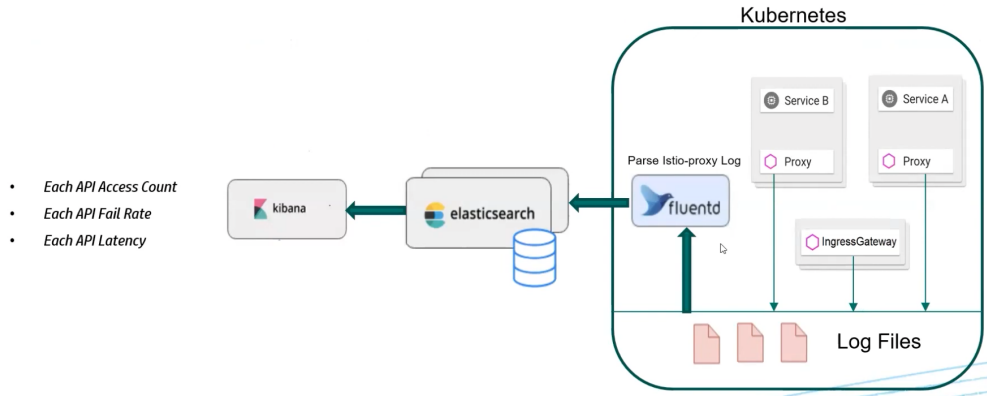 Kubernetes
Service B
Service A
Parse Istio-proxy Log
Proxy
Proxy
• Each API Access Count
• Each API Fail Rate
• Each API Latency
kibana
elasticsearch
fluentd
IngressGateway
Log Files